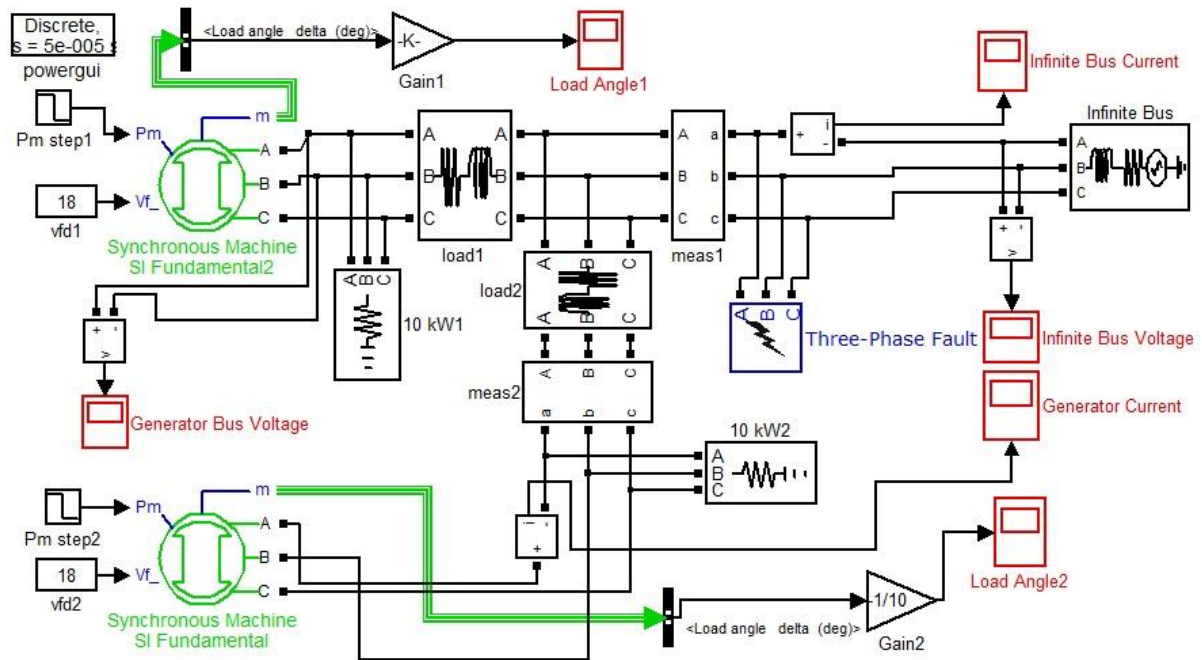 Discrete,
s = 5e-005 s
powergui
<Load angle delta (deg)>
-K-
Gain1
Load Angle1
Infinite Bus Current
Pm step1
Pm
m
A
B
C
18
vfd1
Vf_
Synchronous Machine
SI Fundamental2
A A
B B
C C
load1
A a
B b
C c
meas1
i
+
-
Infinite Bus
A
B
C
+ -
v
Infinite Bus Voltage
A B C
10 kW1
A B C
load2
A B C
A B C
Three-Phase Fault
+ -
v
Generator Bus Voltage
A B C
meas2
a b c
Generator Current
10 kW2
A
B
C
Pm step2
Pm
m
A
B
C
18
vfd2
Vf_
Synchronous Machine
SI Fundamental
i -
+
<Load angle delta (deg)>
-1/10
Gain2
Load Angle2